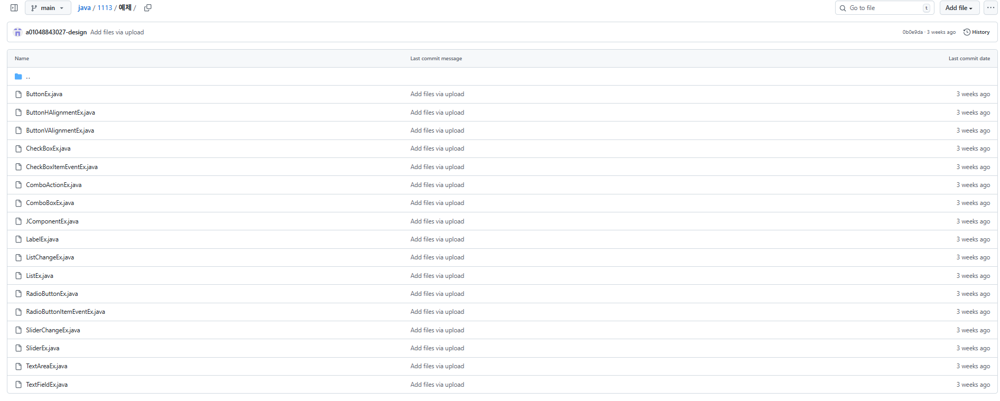 main java / 1113 / 예제 / Go to file t Add file
a01048843027-design Add files via upload 0b0e9da · 3 weeks ago History
Name Last commit message Last commit date
..
ButtonEx.java Add files via upload 3 weeks ago
ButtonHAlignmentEx.java Add files via upload 3 weeks ago
ButtonVAlignmentEx.java Add files via upload 3 weeks ago
CheckBoxEx.java Add files via upload 3 weeks ago
CheckBoxItemEventEx.java Add files via upload 3 weeks ago
ComboActionEx.java Add files via upload 3 weeks ago
ComboBoxEx.java Add files via upload 3 weeks ago
JComponentEx.java Add files via upload 3 weeks ago
LabelEx.java Add files via upload 3 weeks ago
ListChangeEx.java Add files via upload 3 weeks ago
ListEx.java Add files via upload 3 weeks ago
RadioButtonEx.java Add files via upload 3 weeks ago
RadioButtonItemEventEx.java Add files via upload 3 weeks ago
SliderChangeEx.java Add files via upload 3 weeks ago
SliderEx.java Add files via upload 3 weeks ago
TextAreaEx.java Add files via upload 3 weeks ago
TextFieldEx.java Add files via upload 3 weeks ago